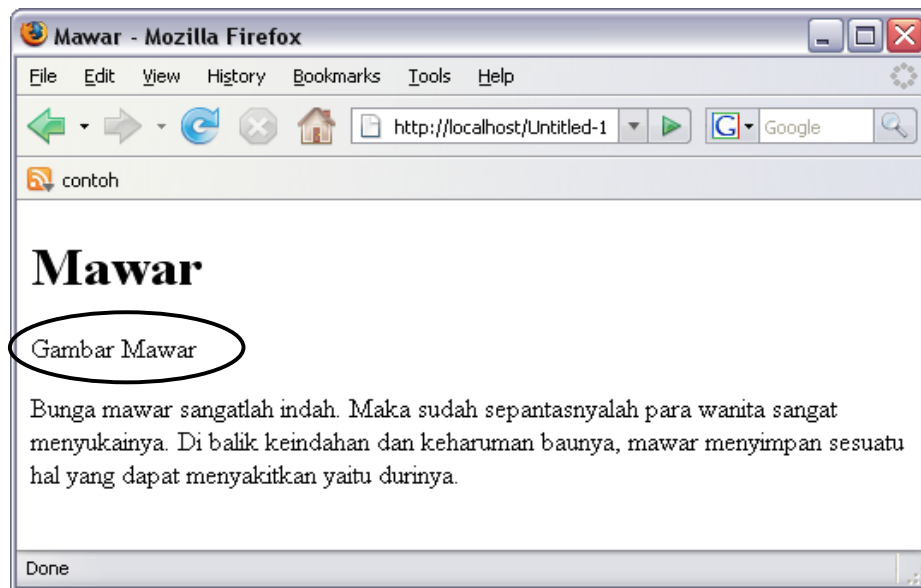 Mawar - Mozilla Firefox
File Edit View History Bookmarks Tools Help
http://localhost/Untitled-1 G Google
contoh
Mawar
Gambar Mawar
Bunga mawar sangatlah indah. Maka sudah sepantasnyalah para wanita sangat
menyukainya. Di balik keindahan dan keharuman baunya, mawar menyimpan sesuatu
hal yang dapat menyakitkan yaitu durinya.
Done